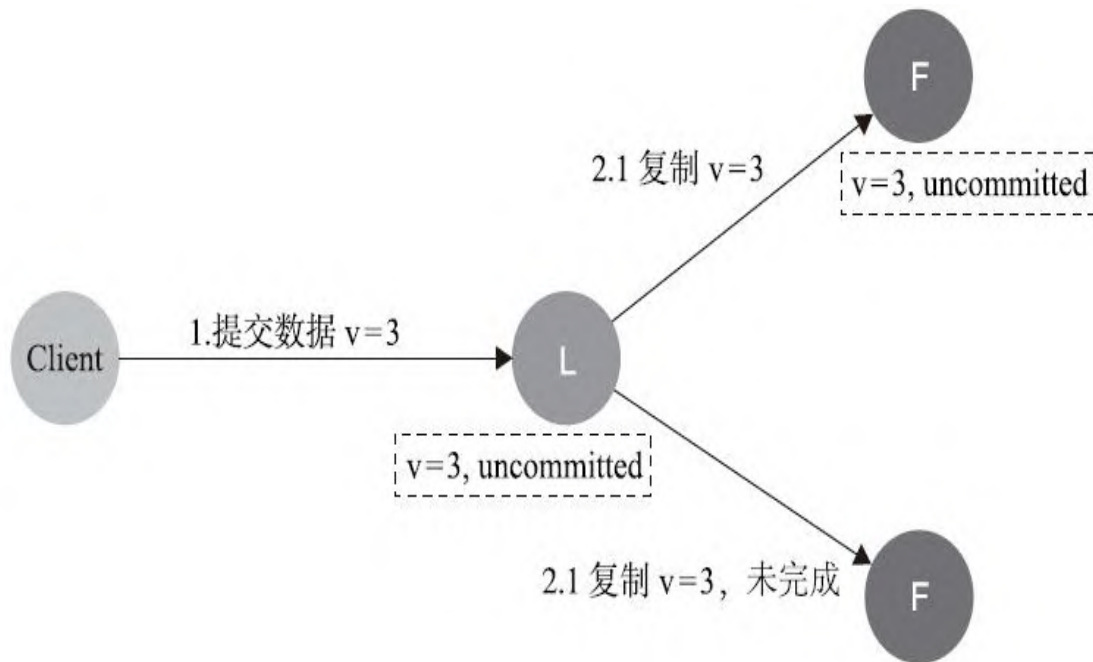 F
2.1 复制 v=3
v=3, uncommitted
1.提交数据 v=3
Client
L
v=3, uncommitted
2.1 复制 v=3，未完成
F